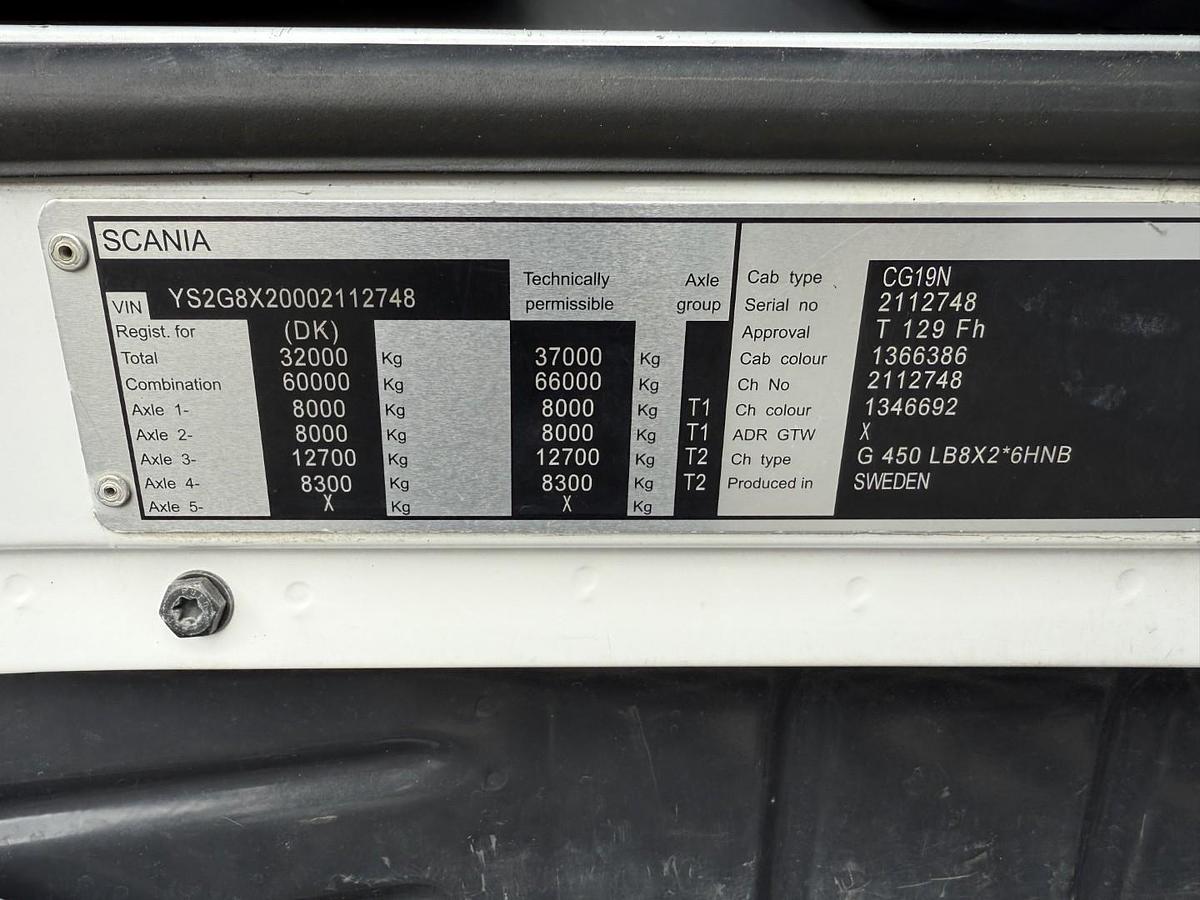 SCANIA
VIN YS2G8X20002112748
Technically permissible
Axle group
Regist. for (DK)
Total 32000 Kg 37000 Kg
Combination 60000 Kg 66000 Kg
Axle 1- 8000 Kg 8000 Kg T1
Axle 2- 8000 Kg 8000 Kg T1
Axle 3- 12700 Kg 12700 Kg T2
Axle 4- 8300 Kg 8300 Kg T2
Axle 5- X Kg X Kg
Cab type CG19N
Serial no 2112748
Approval T 129 Fh
Cab colour 1366386
Ch No 2112748
Ch colour 1346692
ADR GTW X
Ch type G 450 LB8X2*6HNB
Produced in SWEDEN